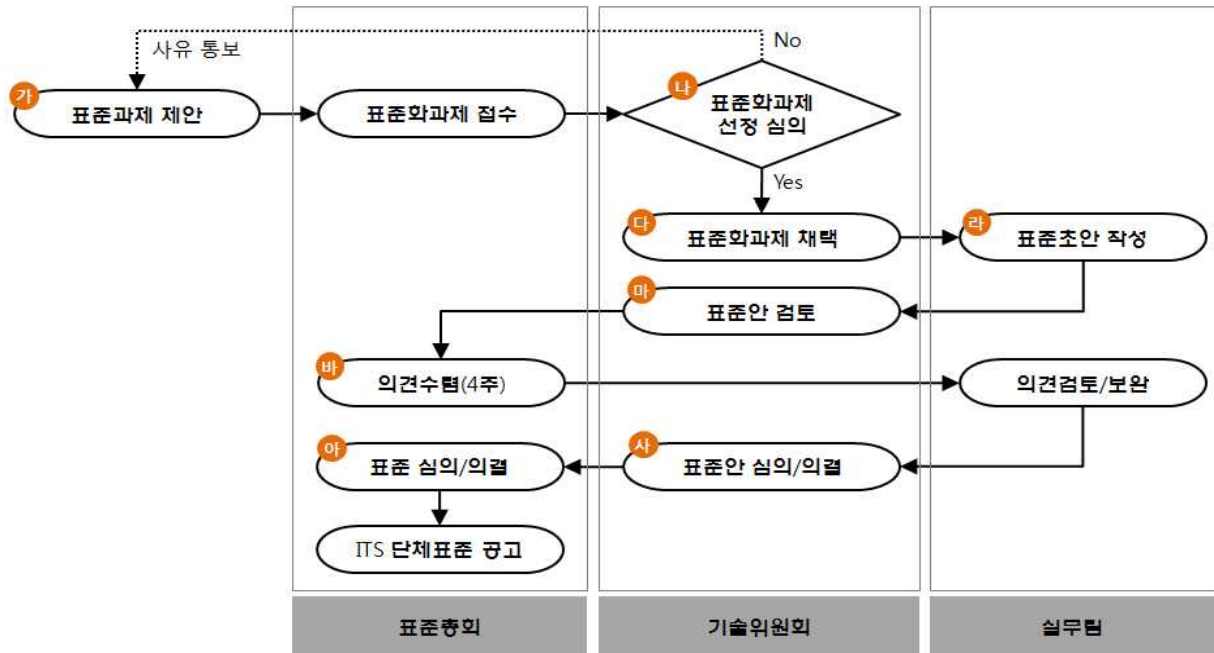 사유 통보
No
가
표준과제 제안
표준화과제 접수
나
표준화과제
선정 심의
Yes
다
표준화과제 채택
라
표준초안 작성
마
표준안 검토
바
의견수렴(4주)
의견검토/보완
아
표준 심의/의결
사
표준안 심의/의결
ITS 단체표준 공고
표준총회
기술위원회
실무팀